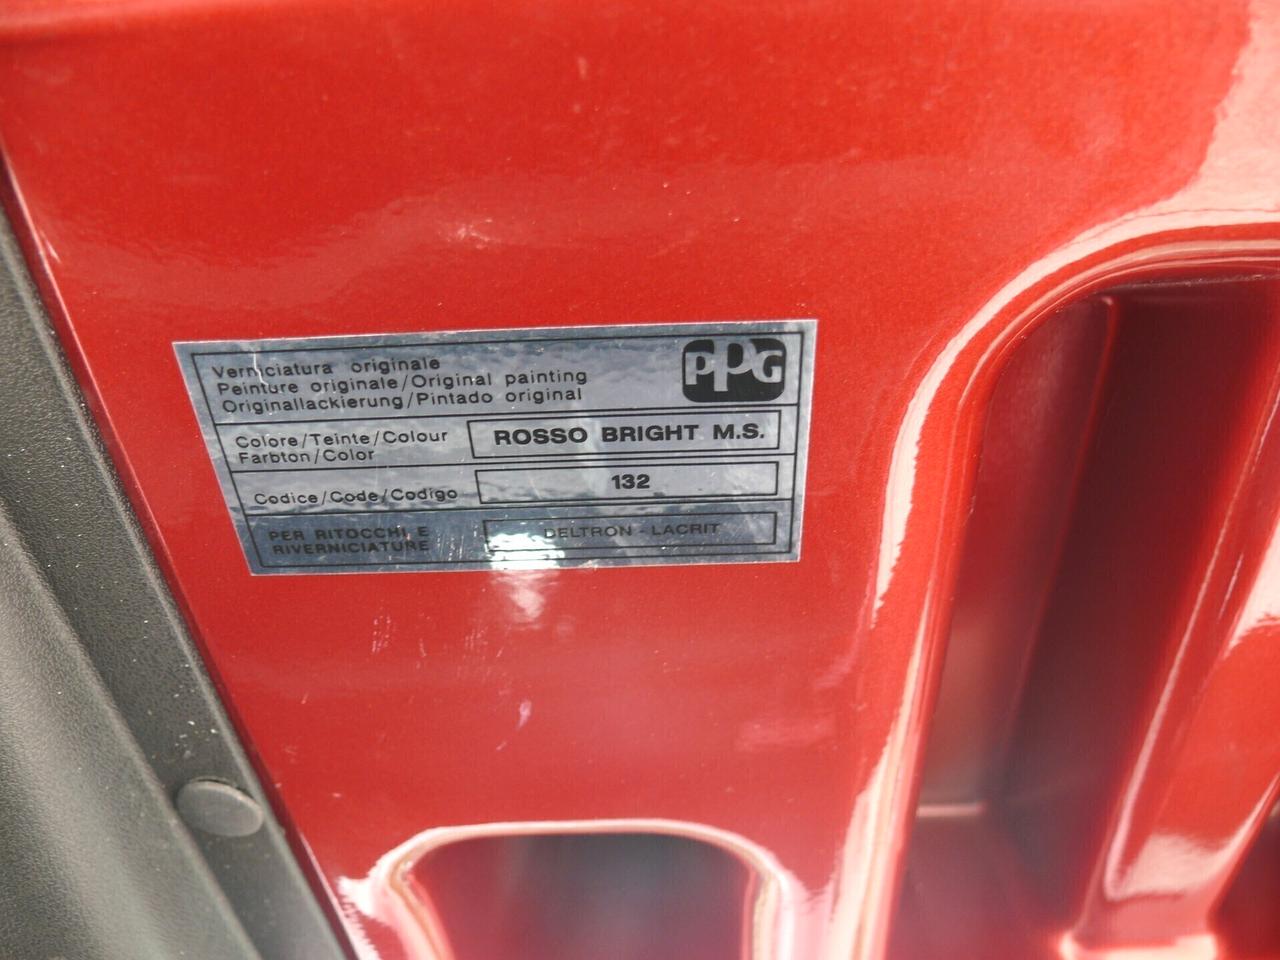 Verniciatura originale
Peinture originale/Original painting
Originallackierung/Pintado original
PPG
Colore/Teinte/Colour
Farbton/Color
ROSSO BRIGHT M.S.
Codice/Code/Codigo
132
PER RITOCCHI E
RIVERNICIATURE
DELTRON - LACRIT